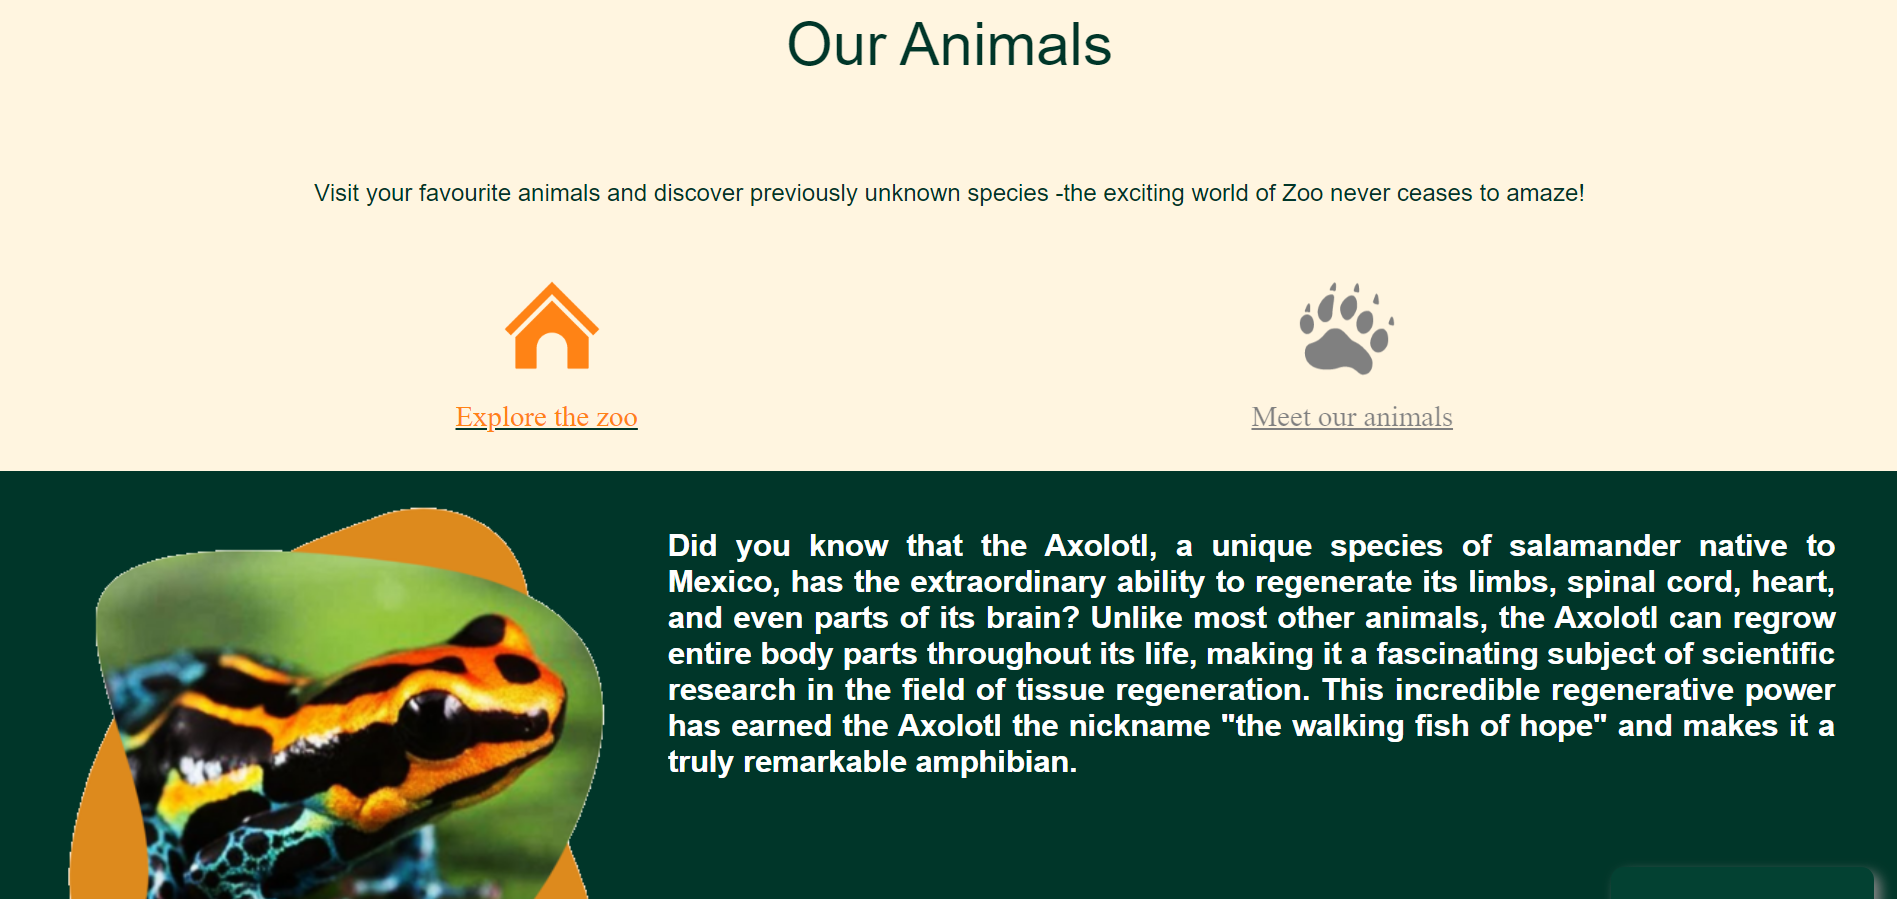 Our Animals
Visit your favourite animals and discover previously unknown species -the exciting world of Zoo never ceases to amaze!
Explore the zoo
Meet our animals
Did you know that the Axolotl, a unique species of salamander native to
Mexico, has the extraordinary ability to regenerate its limbs, spinal cord, heart,
and even parts of its brain? Unlike most other animals, the Axolotl can regrow
entire body parts throughout its life, making it a fascinating subject of scientific
research in the field of tissue regeneration. This incredible regenerative power
has earned the Axolotl the nickname "the walking fish of hope" and makes it a
truly remarkable amphibian.